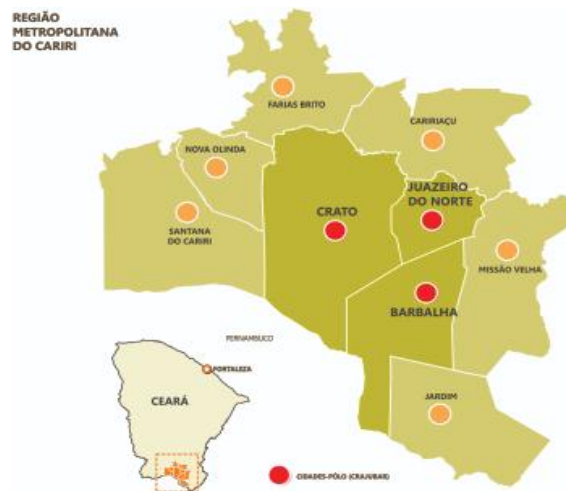 REGIÃO
METROPOLITANA
DO CARIRI
FARIAS BRITO
CARIRIAÇU
NOVA OLINDA
JUAZEIRO
DO NORTE
CRATO
SANTANA
DO CARIRI
MISSÃO VELHA
BARBALHA
PERNAMBUCO
FORTALEZA
CEARÁ
JARDIM
CIDADES-PÓLO (CRAJUBAR)